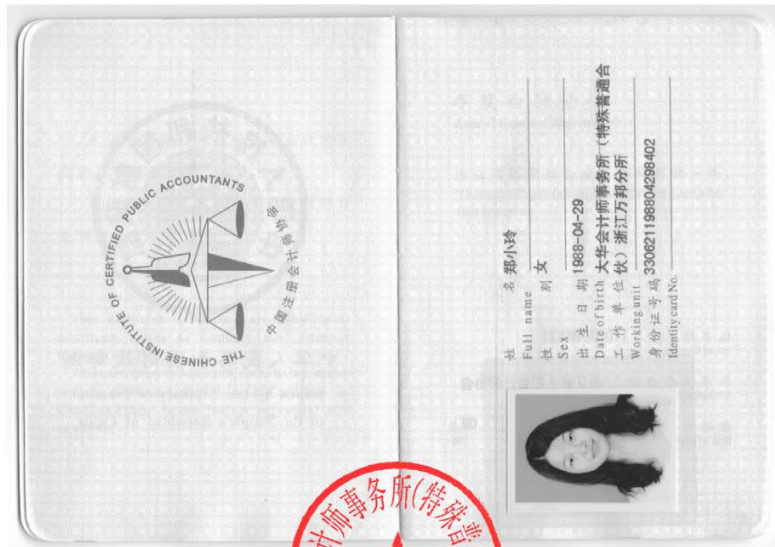 THE CHINESE INSTITUTE OF CERTIFIED PUBLIC ACCOUNTANTS
中国注册会计师协会
姓 名 郑小玲
Full name
性 别 女
Sex
出 生 日 期 1988-04-29
Date of birth
工 作 单 位 大华会计师事务所（特殊普通合
伙）浙江万邦分所
Working unit
身份证号码 330621198804298402
Identity card No.
计师事务所(特殊普